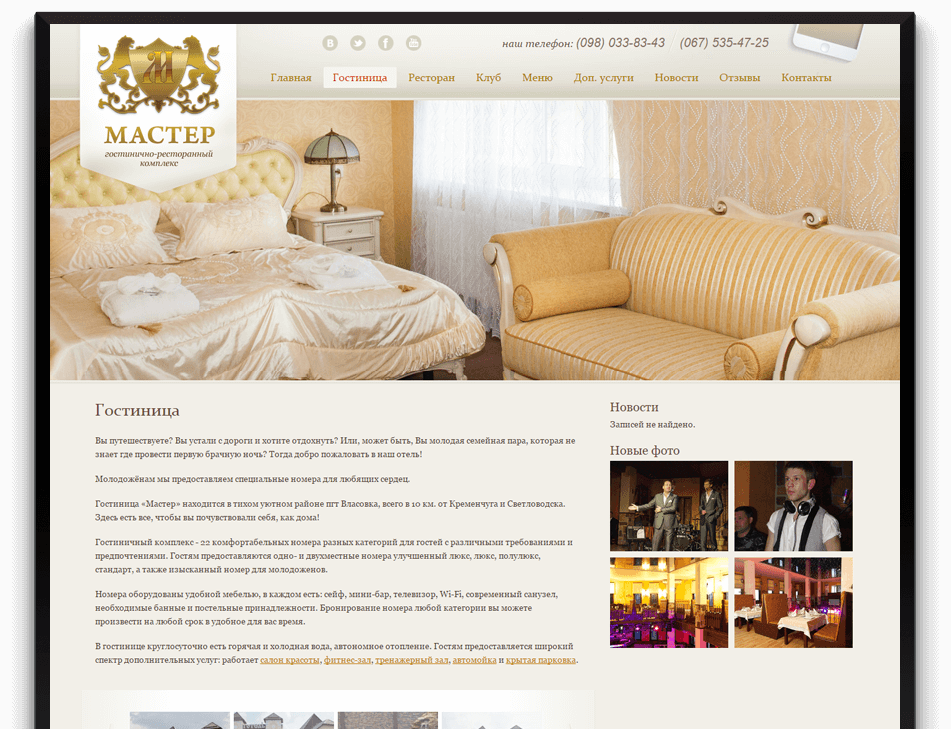 наш телефон: (098) 033-83-43 / (067) 535-47-25
Главная Гостиница Ресторан Клуб Меню Доп. услуги Новости Отзывы Контакты
М
МАСТЕР
гостинично-ресторанный
комплекс
Гостиница
Вы путешествуете? Вы устали с дороги и хотите отдохнуть? Или, может быть, Вы молодая семейная пара, которая не
знает где провести первую брачную ночь? Тогда добро пожаловать в наш отель!
Молодожёнам мы предоставляем специальные номера для любящих сердец.
Гостиница «Мастер» находится в тихом уютном районе пгт Власовка, всего в 10 км. от Кременчуга и Светловодска.
Здесь есть все, чтобы вы почувствовали себя, как дома!
Гостиничный комплекс - 22 комфортабельных номера разных категорий для гостей с различными требованиями и
предпочтениями. Гостям предоставляются одно- и двухместные номера улучшенный люкс, люкс, полулюкс,
стандарт, а также изысканный номер для молодоженов.
Номера оборудованы удобной мебелью, в каждом есть: сейф, мини-бар, телевизор, Wi-Fi, современный санузел,
необходимые банные и постельные принадлежности. Бронирование номера любой категории вы можете
произвести на любой срок в удобное для вас время.
В гостинице круглосуточно есть горячая и холодная вода, автономное отопление. Гостям предоставляется широкий
спектр дополнительных услуг: работает салон красоты, фитнес-зал, тренажерный зал, автомойка и крытая парковка.
Новости
Записей не найдено.
Новые фото